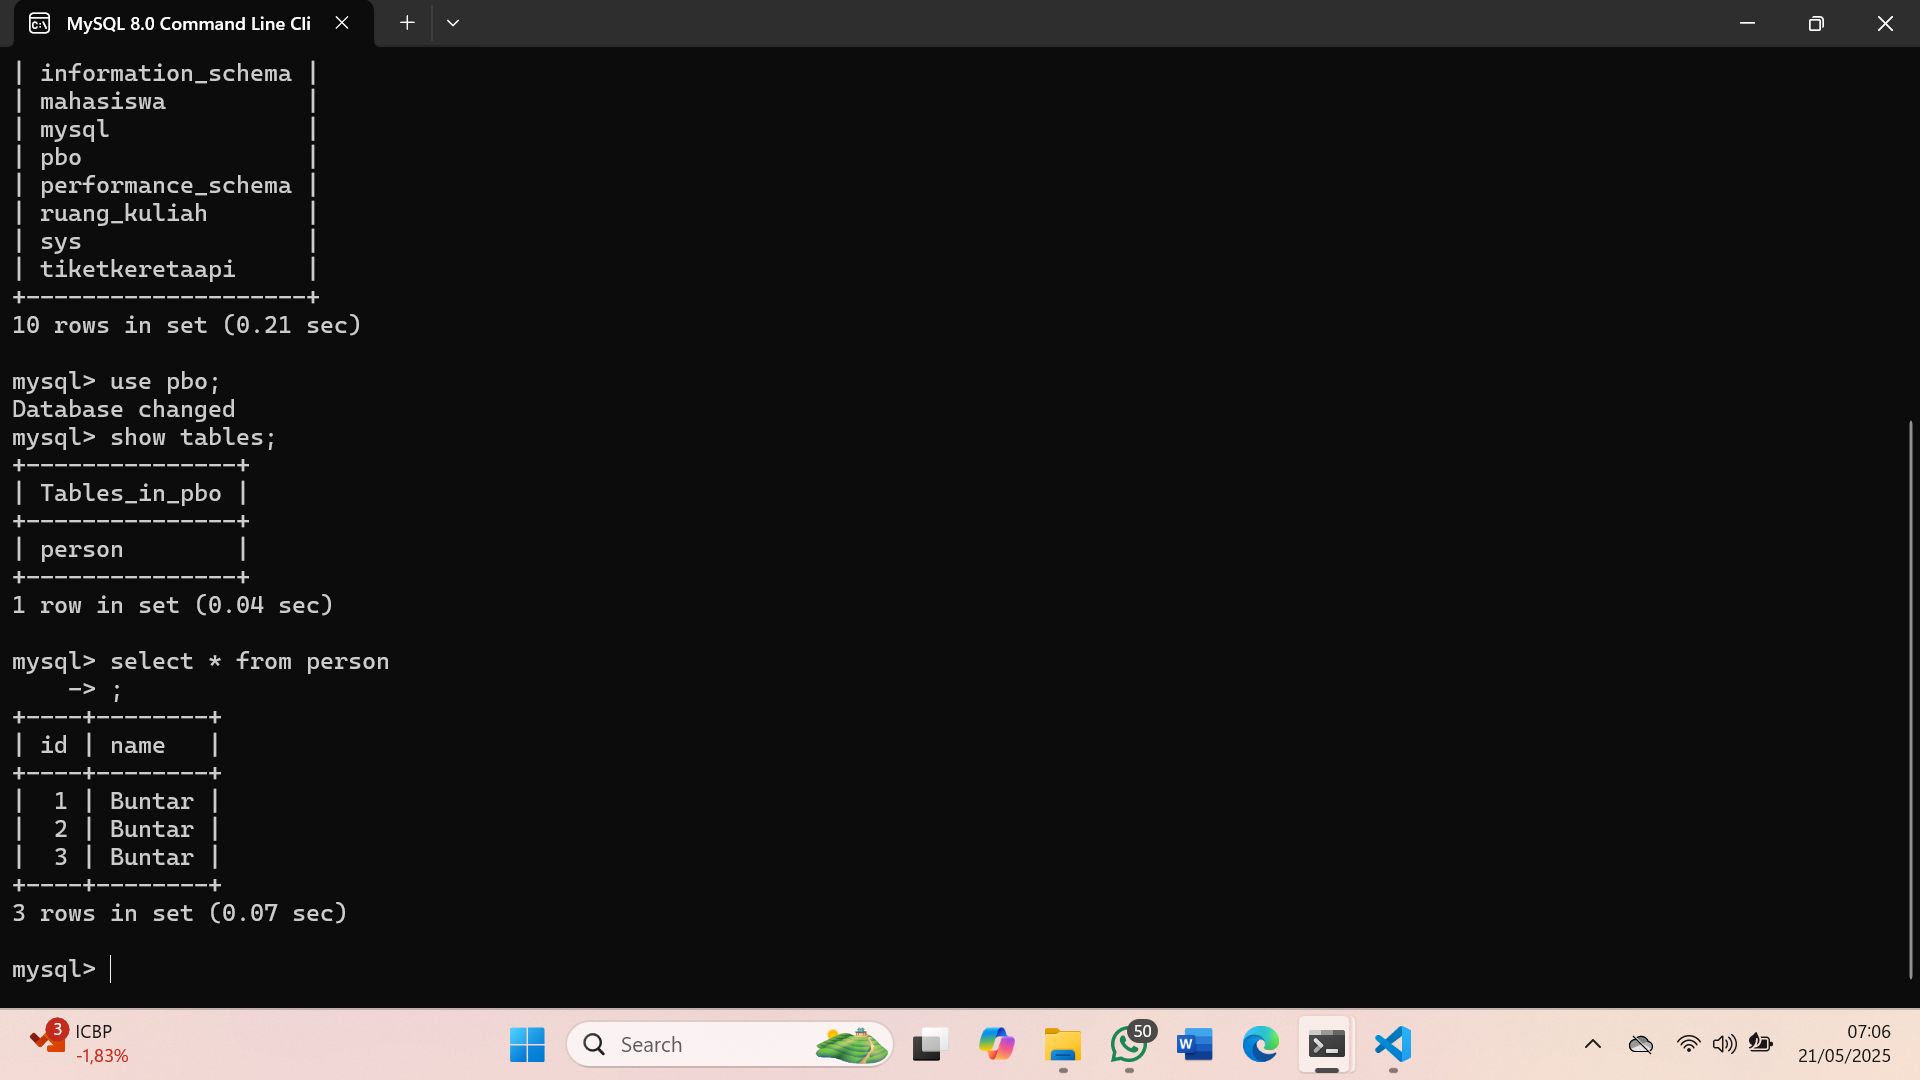 MySQL 8.0 Command Line Cli
| information_schema |
| mahasiswa          |
| mysql              |
| pbo                |
| performance_schema |
| ruang_kuliah       |
| sys                |
| tiketkeretaapi     |
+--------------------+
10 rows in set (0.21 sec)
mysql> use pbo;
Database changed
mysql> show tables;
+---------------+
| Tables_in_pbo |
+---------------+
| person        |
+---------------+
1 row in set (0.04 sec)
mysql> select * from person
    -> ;
+----+--------+
| id | name   |
+----+--------+
|  1 | Buntar |
|  2 | Buntar |
|  3 | Buntar |
+----+--------+
3 rows in set (0.07 sec)
mysql>
3 ICBP
-1,83%
Search
50
W
07:06
21/05/2025